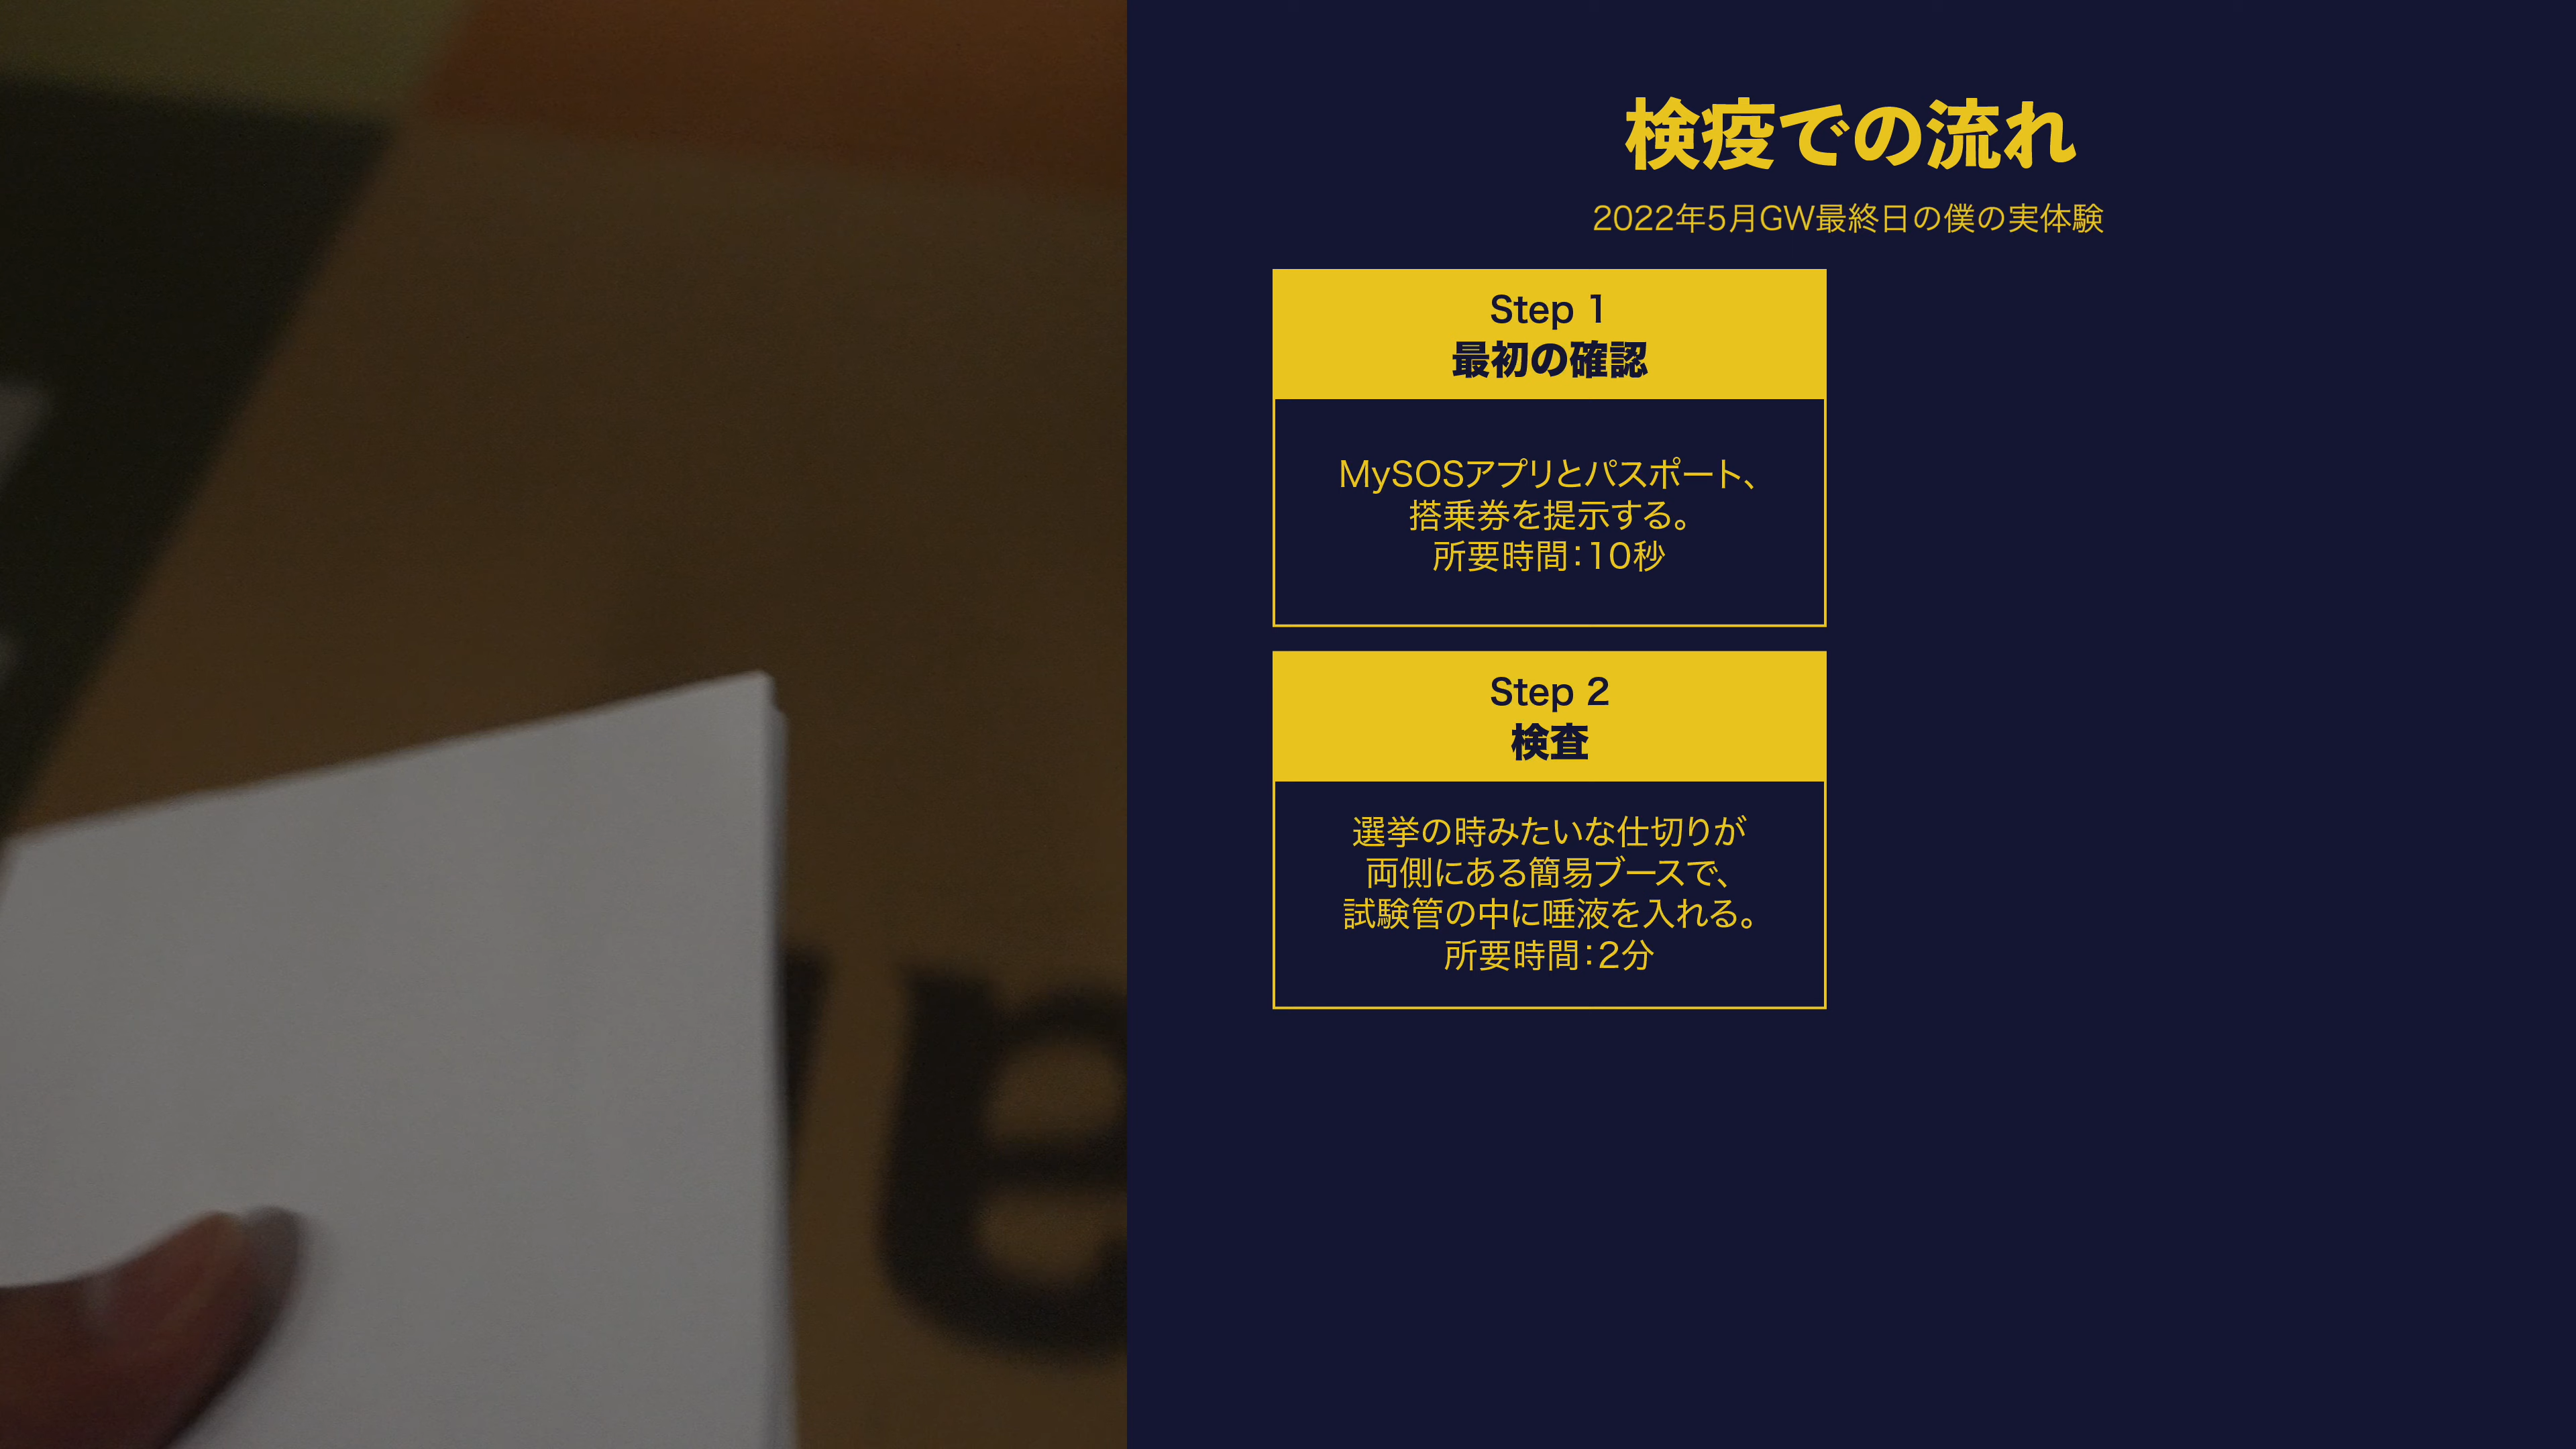 検疫での流れ
2022年5月GW最終日の僕の実体験
Step 1
最初の確認
MySOSアプリとパスポート、
搭乗券を提示する。
所要時間：10秒
Step 2
検査
選挙の時みたいな仕切りが
両側にある簡易ブースで、
試験管の中に唾液を入れる。
所要時間：2分